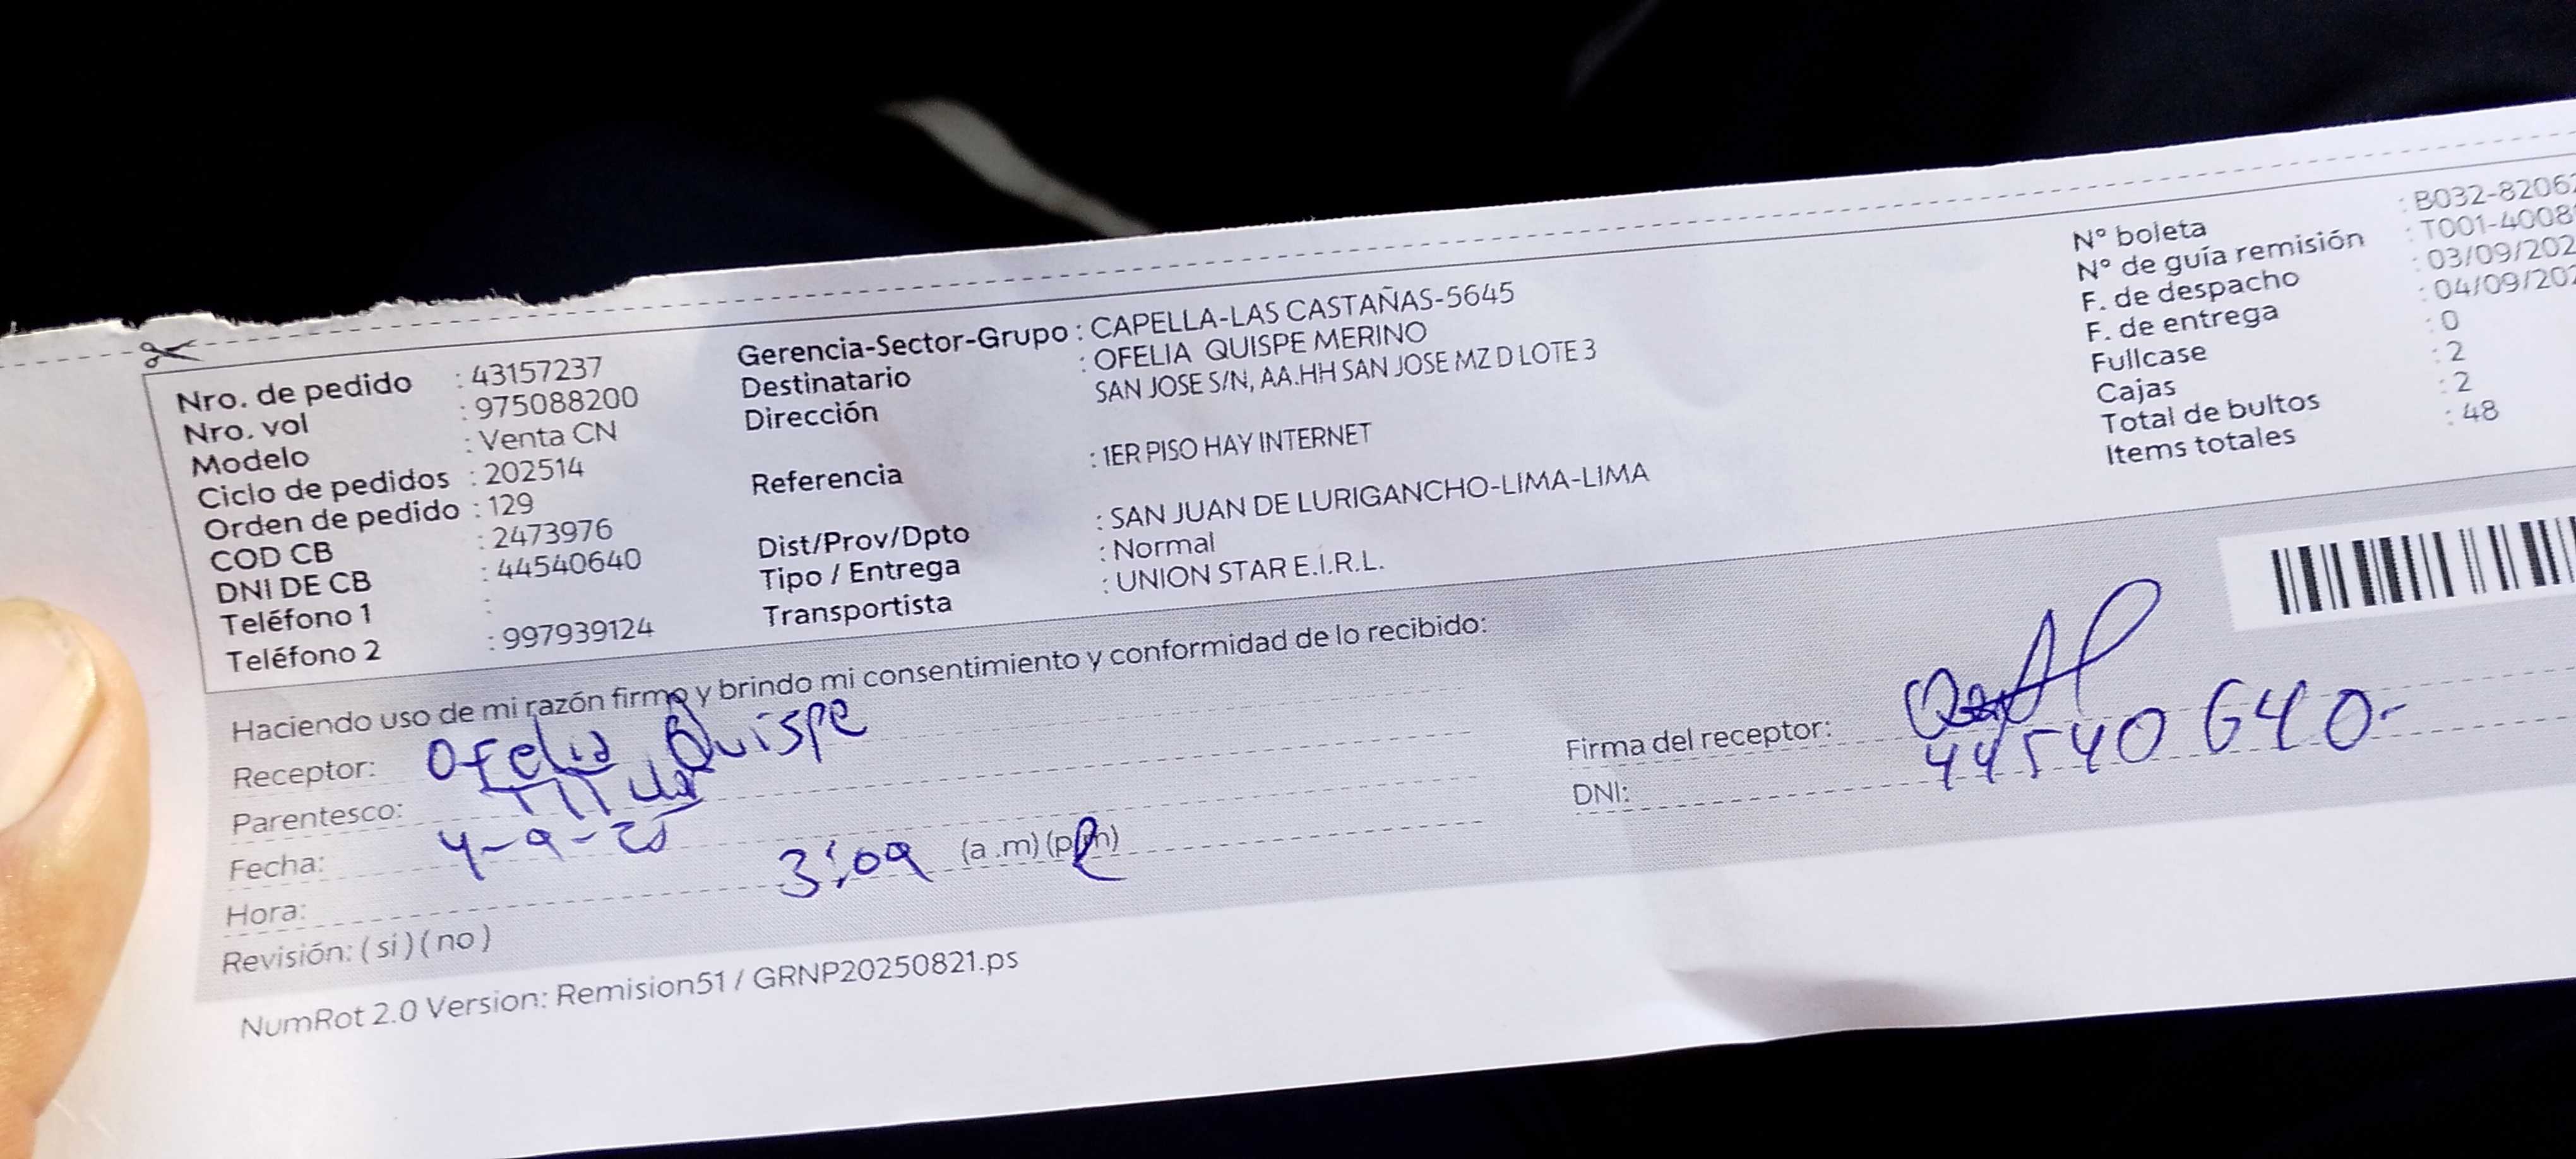 Nro. de pedido : 43157237
Nro. vol : 975088200
Modelo : Venta CN
Ciclo de pedidos : 202514
Orden de pedido : 129
COD CB : 2473976
DNI DE CB : 44540640
Teléfono 1 :
Teléfono 2 : 997939124
Gerencia-Sector-Grupo : CAPELLA-LAS CASTAÑAS-5645
Destinatario : OFELIA QUISPE MERINO
Dirección SAN JOSE S/N, AA.HH SAN JOSE MZ D LOTE 3
Referencia : 1ER PISO HAY INTERNET
Dist/Prov/Dpto : SAN JUAN DE LURIGANCHO-LIMA-LIMA
Tipo / Entrega : Normal
Transportista : UNION STAR E.I.R.L.
N° boleta : B032-8206
N° de guía remisión : T001-4008
F. de despacho : 03/09/202
F. de entrega : 04/09/202
Fullcase : 0
Cajas : 2
Total de bultos : 2
Items totales : 48
Haciendo uso de mi razón firmo y brindo mi consentimiento y conformidad de lo recibido:
Receptor: Ofelia Quispe
Parentesco:
Fecha: 4-9-25
Hora: 3:09 (a .m) (p.m)
Revisión: ( si ) ( no )
Firma del receptor:
DNI: 44540640-
NumRot 2.0 Version: Remision51 / GRNP20250821.ps